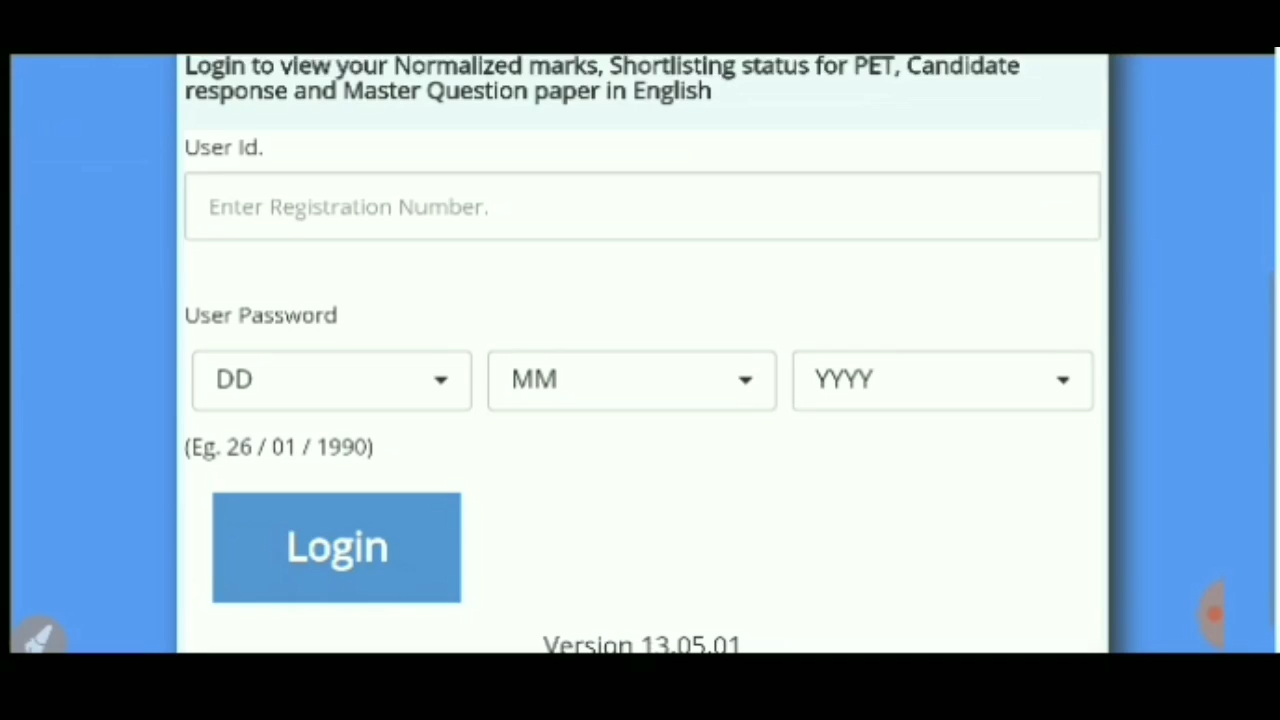 Login to view your Normalized marks, Shortlisting status for PET, Candidate
response and Master Question paper in English
User Id.
Enter Registration Number.
User Password
DD MM YYYY
(Eg. 26 / 01 / 1990)
Login
Version 13.05.01